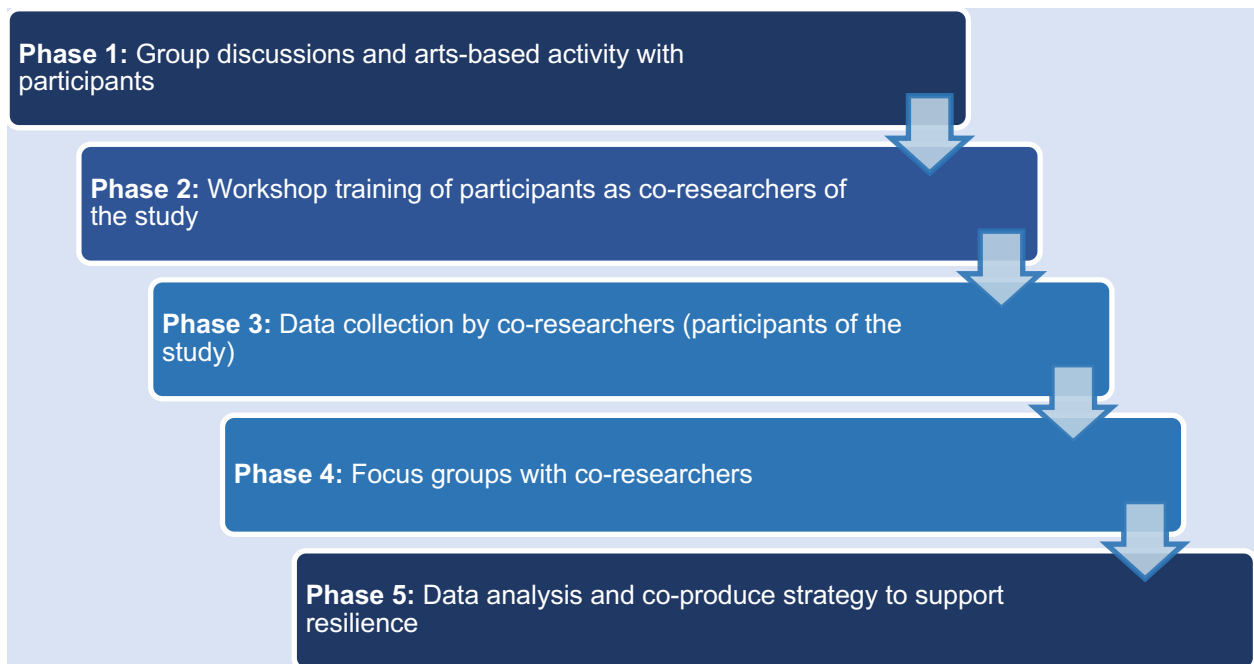 Phase 1: Group discussions and arts-based activity with
participants
Phase 2: Workshop training of participants as co-researchers of
the study
Phase 3: Data collection by co-researchers (participants of the
study)
Phase 4: Focus groups with co-researchers
Phase 5: Data analysis and co-produce strategy to support
resilience